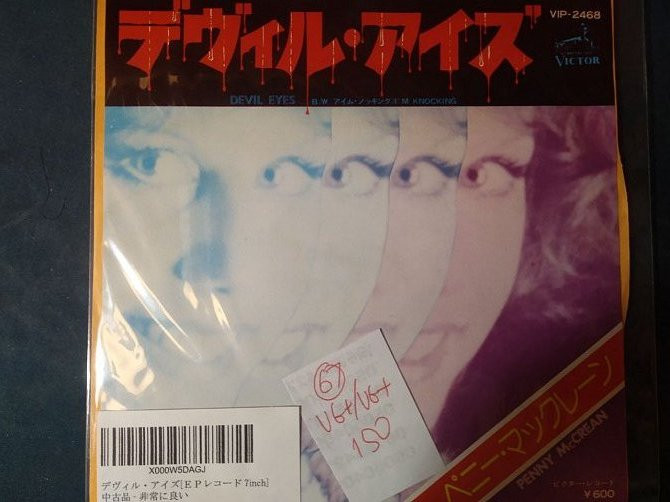 デヴィル・アイズ
VIP-2468
VICTOR
DEVIL EYES B/W アイム・ノッキング I'M KNOCKING
67
VG+/VG+
150
ペニー・マックレーン
PENNY McCREAN
ビクター・レコード
¥600
X000W5DAGJ
デヴィル・アイズ[EPレコード 7inch]
中古品 - 非常に良い